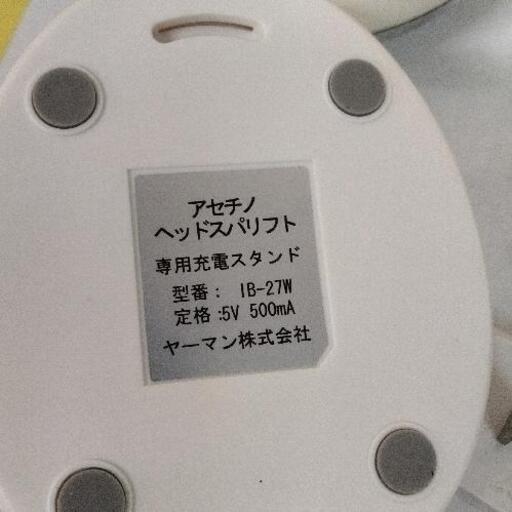 アセチノ
ヘッドスパリフト
専用充電スタンド
型番： IB-27W
定格:5V 500mA
ヤーマン株式会社